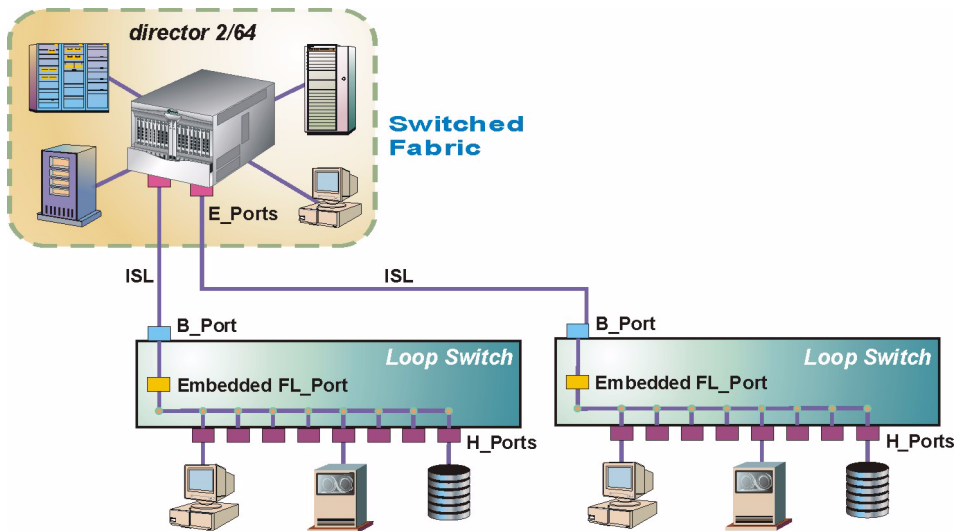 director 2/64
Switched
Fabric
E_Ports
ISL
ISL
B_Port
B_Port
Loop Switch
Loop Switch
Embedded FL_Port
Embedded FL_Port
H_Ports
H_Ports